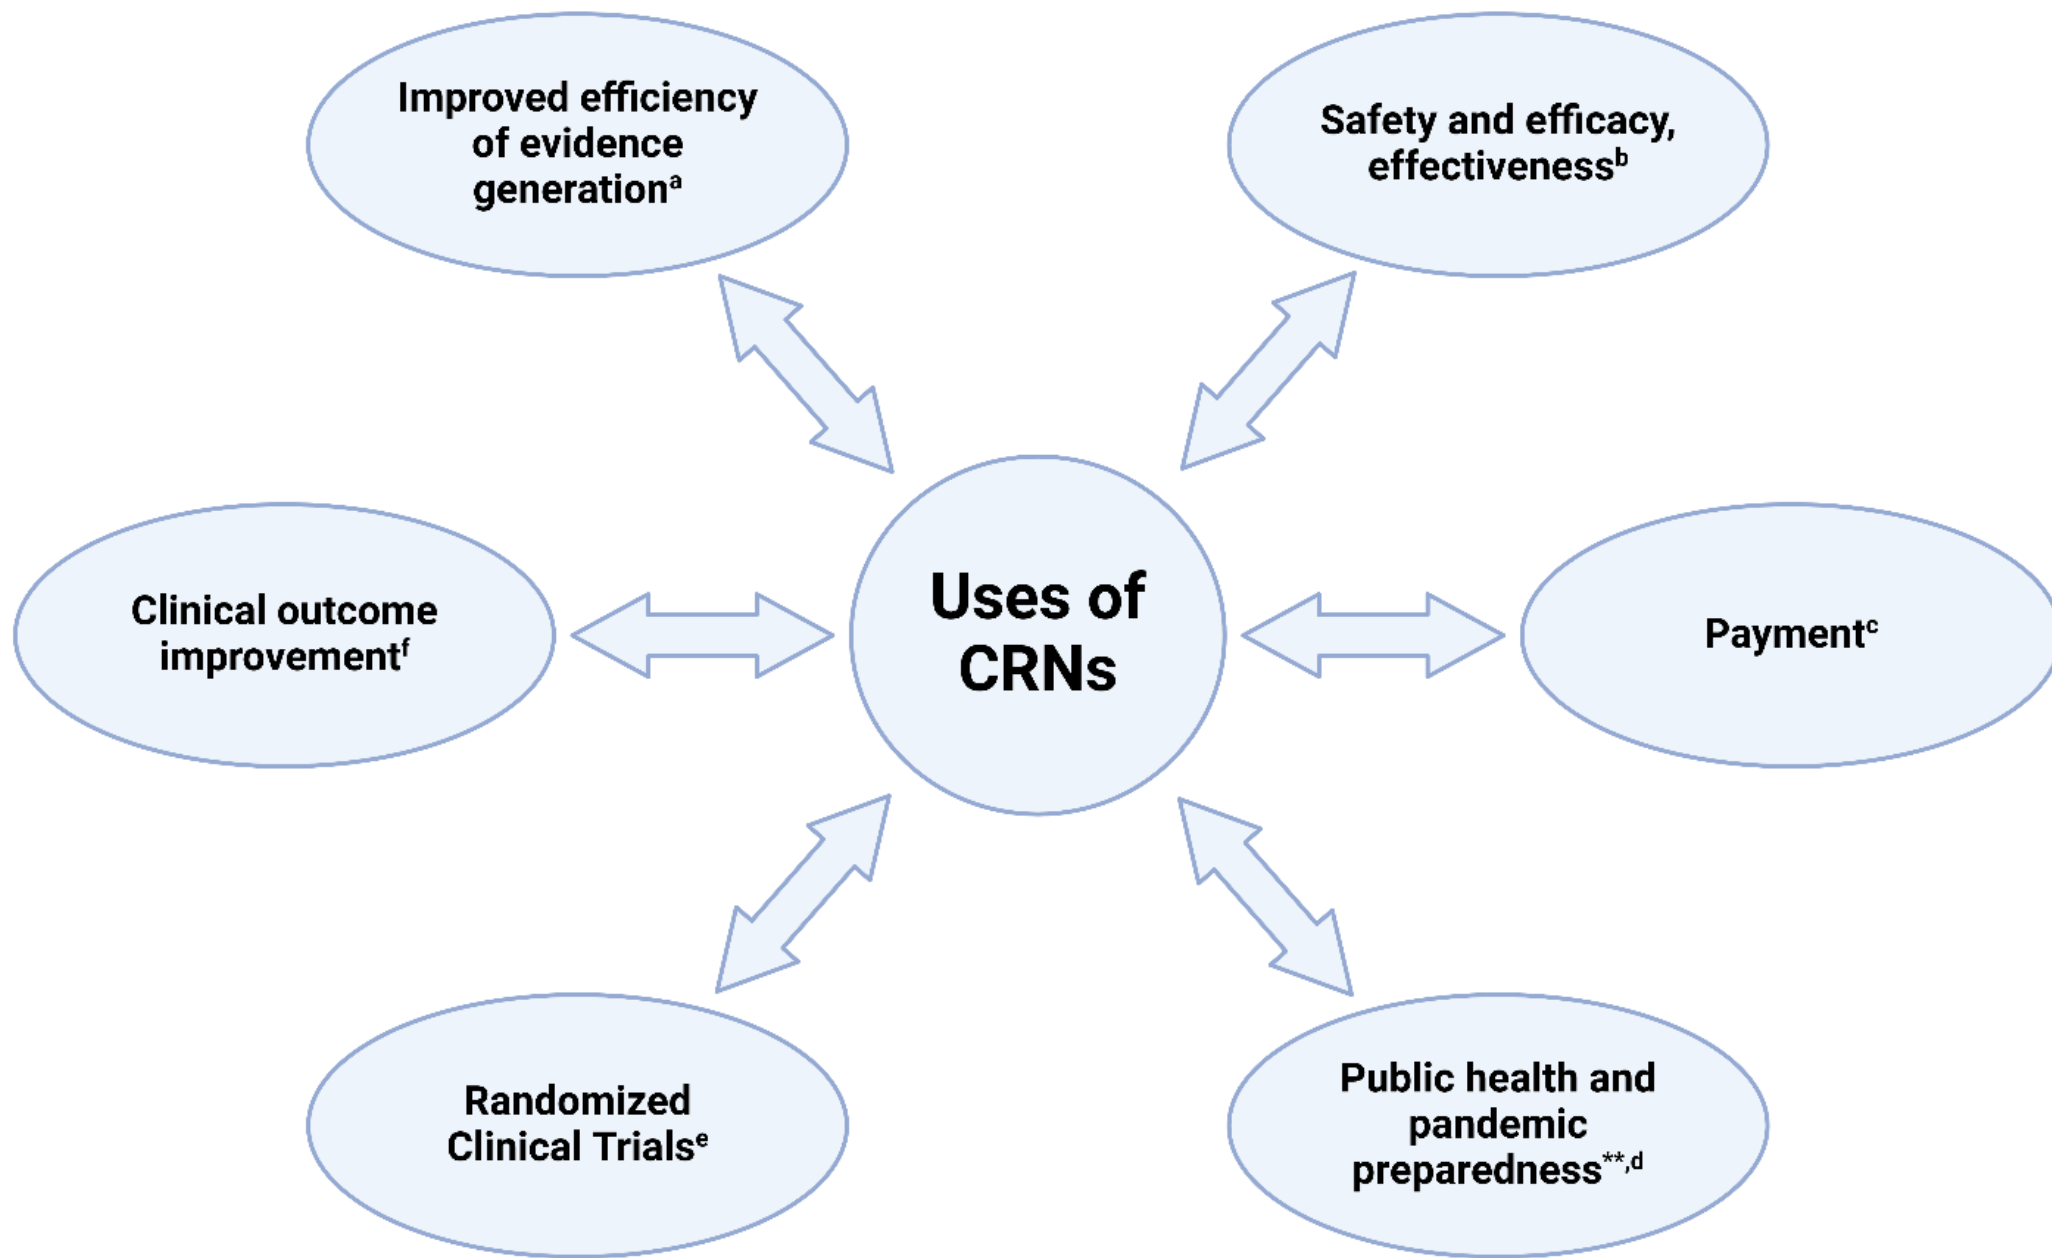 Improved efficiency
of evidence
generationᵃ
Safety and efficacy,
effectivenessᵇ
Clinical outcome
improvementᶠ
Uses of
CRNs
Paymentᶜ
Randomized
Clinical Trialsᵉ
Public health and
pandemic
preparedness**,ᵈ